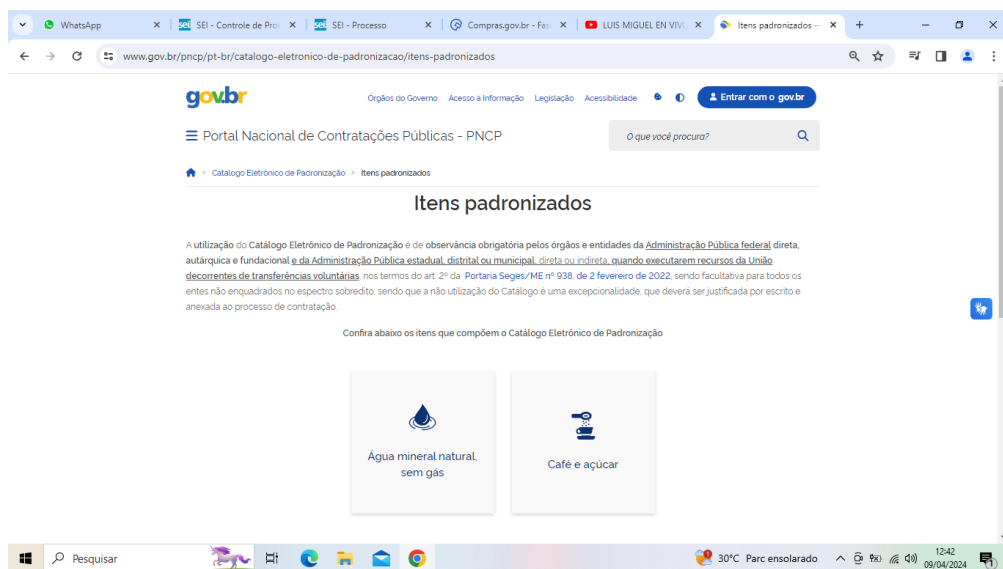 WhatsApp
SEI - Controle de Pro
SEI - Processo
Compras.gov.br - Fas
LUIS MIGUEL EN VIV
Itens padronizados —
www.gov.br/pncp/pt-br/catalogo-eletronico-de-padronizacao/itens-padronizados
gov.br
Órgãos do Governo Acesso à Informação Legislação Acessibilidade Entrar com o gov.br
Portal Nacional de Contratações Públicas - PNCP
O que você procura?
Catálogo Eletrônico de Padronização > Itens padronizados
Itens padronizados
A utilização do Catálogo Eletrônico de Padronização é de observância obrigatória pelos órgãos e entidades da Administração Pública federal direta,
autárquica e fundacional e da Administração Pública estadual, distrital ou municipal, direta ou indireta, quando executarem recursos da União
decorrentes de transferências voluntárias, nos termos do art. 2º da Portaria Seges/ME nº 938, de 2 fevereiro de 2022, sendo facultativa para todos os
entes não enquadrados no espectro sobredito, sendo que a não utilização do Catálogo é uma excepcionalidade, que deverá ser justificada por escrito e
anexada ao processo de contratação.
Confira abaixo os itens que compõem o Catálogo Eletrônico de Padronização
Água mineral natural,
sem gás
Café e açúcar
Pesquisar
30°C Parc ensolarado
12:42
09/04/2024